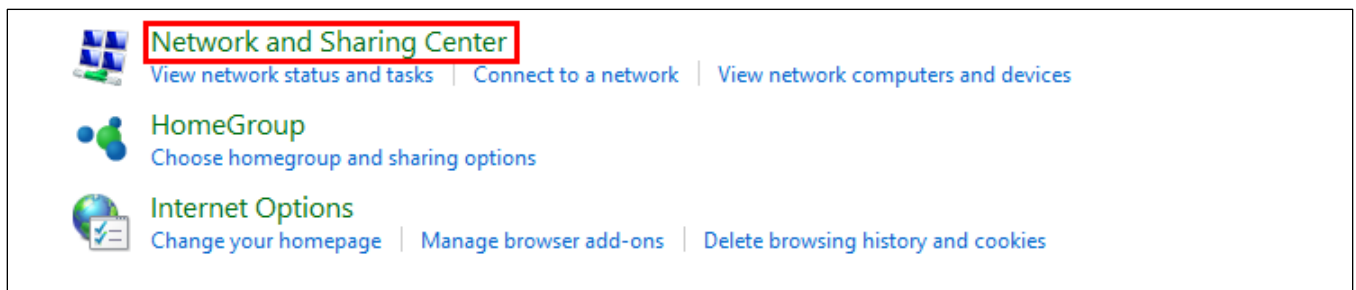 Network and Sharing Center
View network status and tasks | Connect to a network | View network computers and devices
HomeGroup
Choose homegroup and sharing options
Internet Options
Change your homepage | Manage browser add-ons | Delete browsing history and cookies